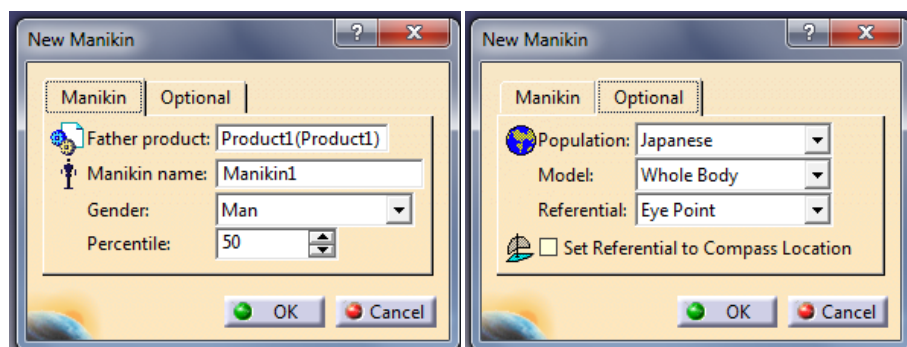 New Manikin
Manikin Optional
Father product: Product1(Product1)
Manikin name: Manikin1
Gender: Man
Percentile: 50
OK Cancel
New Manikin
Manikin Optional
Population: Japanese
Model: Whole Body
Referential: Eye Point
Set Referential to Compass Location
OK Cancel